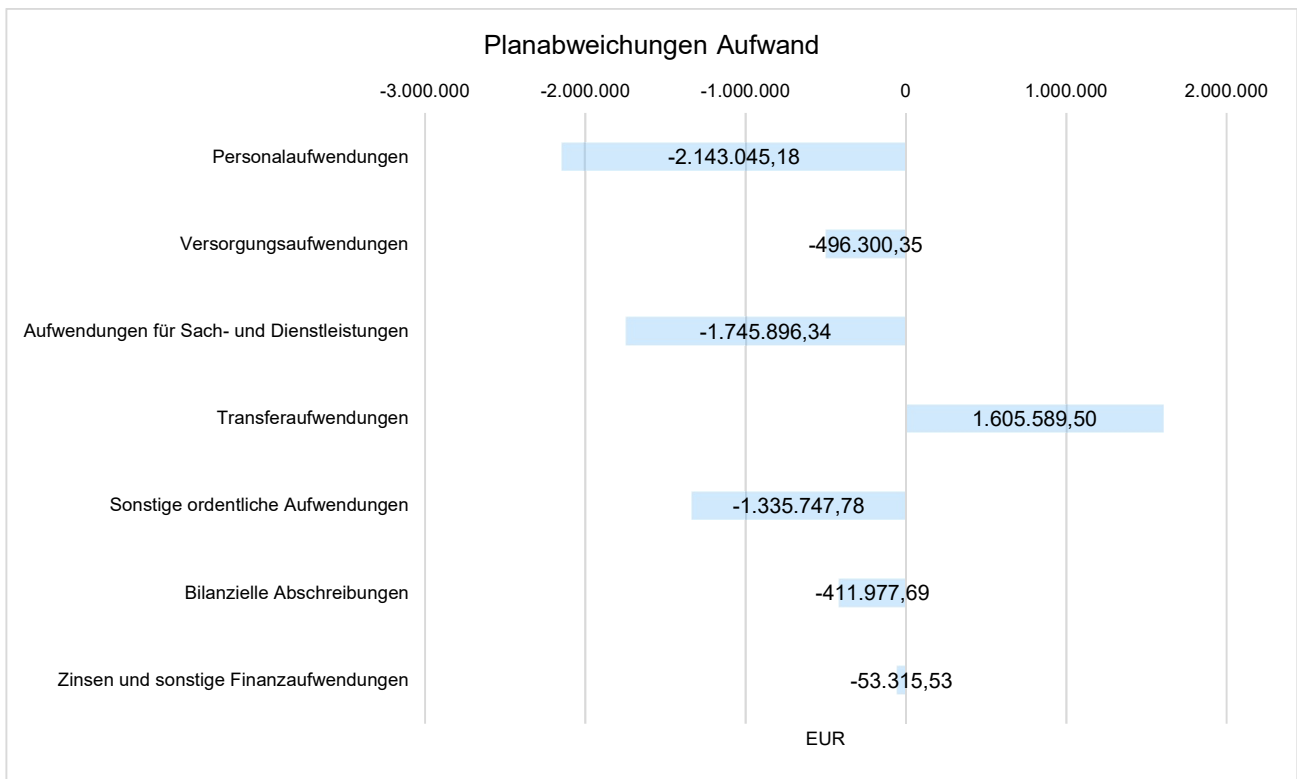 Planabweichungen Aufwand
-3.000.000 -2.000.000 -1.000.000 0 1.000.000 2.000.000
Personalaufwendungen -2.143.045,18
Versorgungsaufwendungen -496.300,35
Aufwendungen für Sach- und Dienstleistungen -1.745.896,34
Transferaufwendungen 1.605.589,50
Sonstige ordentliche Aufwendungen -1.335.747,78
Bilanzielle Abschreibungen -411.977,69
Zinsen und sonstige Finanzaufwendungen -53.315,53
EUR